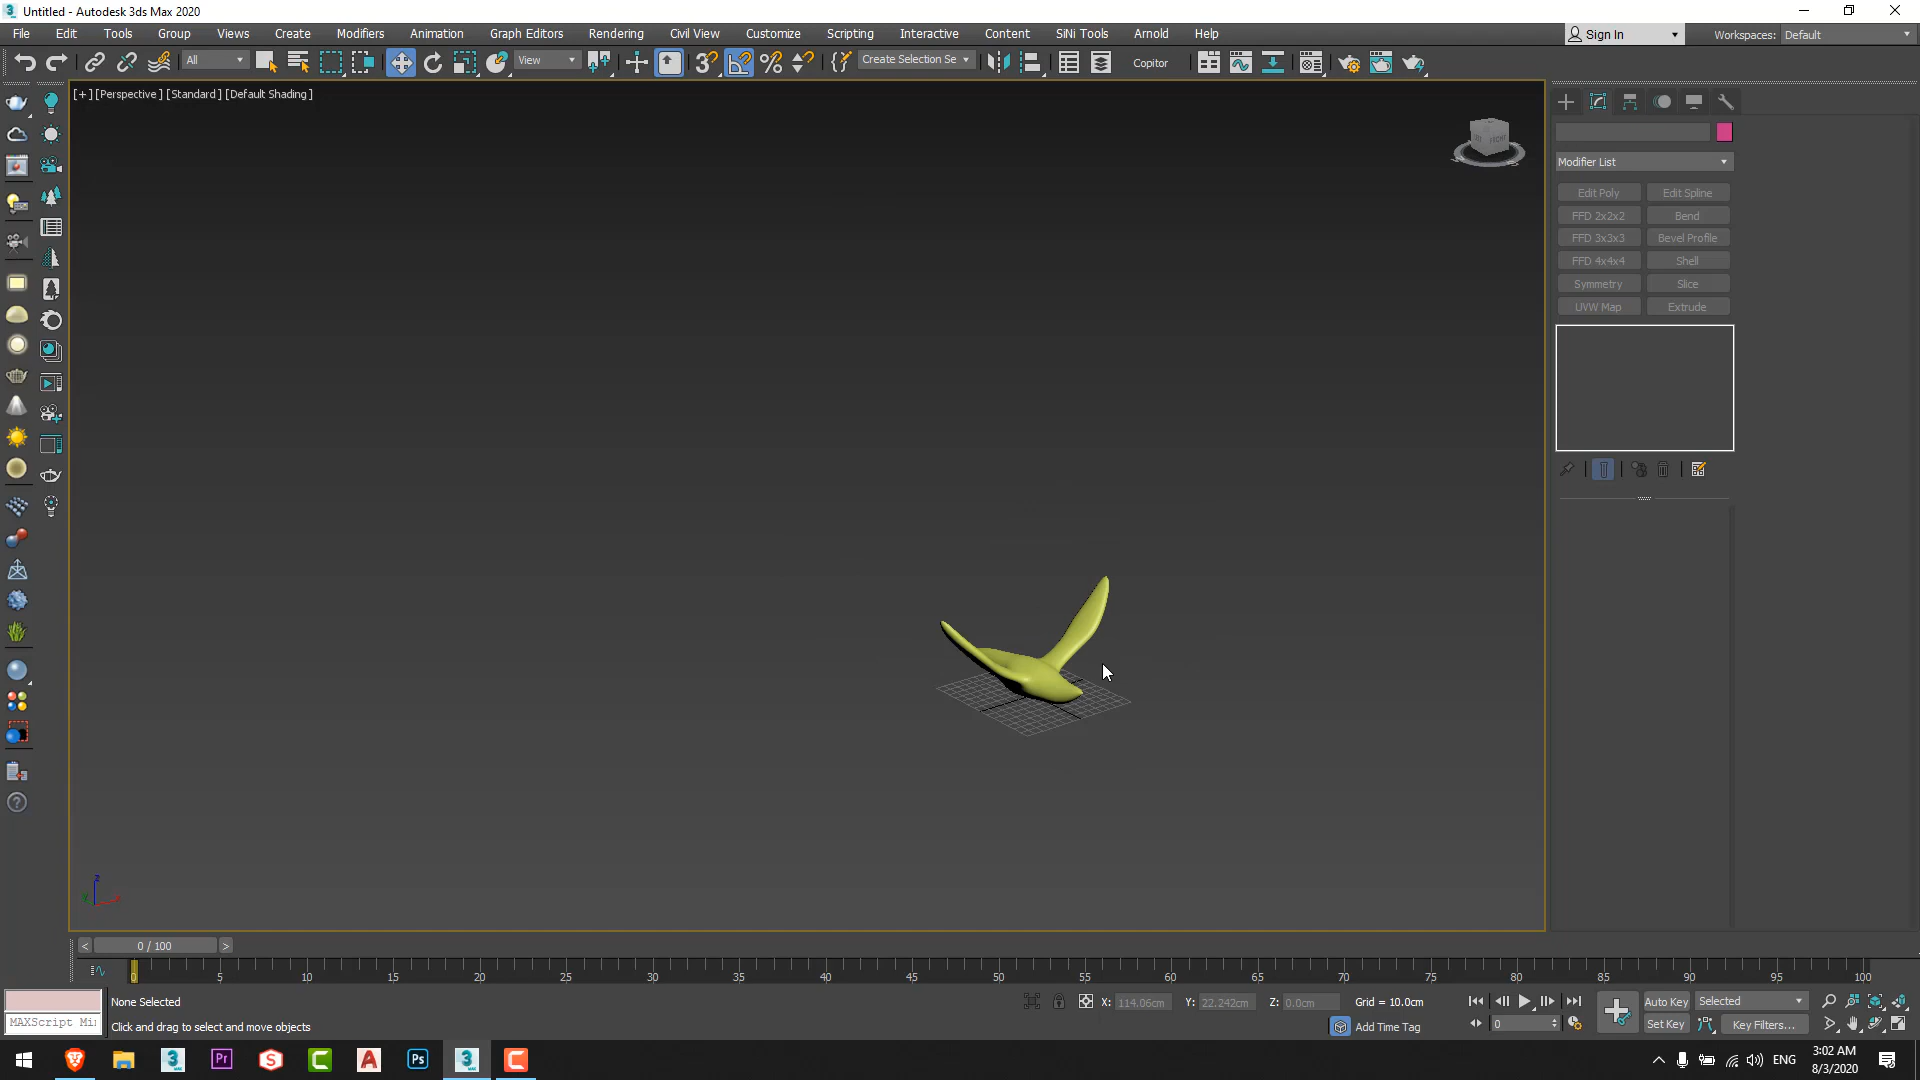 Untitled - Autodesk 3ds Max 2020
File Edit Tools Group Views Create Modifiers Animation Graph Editors Rendering Civil View Customize Scripting Interactive Content SiNi Tools Arnold Help
Sign In
Workspaces: Default
All
View
Create Selection Se
Copitor
[+] [Perspective] [Standard] [Default Shading]
Modifier List
Edit Poly Edit Spline
FFD 2x2x2 Bend
FFD 3x3x3 Bevel Profile
FFD 4x4x4 Shell
Symmetry Slice
UVW Map Extrude
z
y
x
< 0 / 100 >
0 5 10 15 20 25 30 35 40 45 50 55 60 65 70 75 80 85 90 95 100
None Selected
X: 114.06cm Y: 22.242cm Z: 0.0cm Grid = 10.0cm
Auto Key Selected
MAXScript Mi
Click and drag to select and move objects
Add Time Tag
0
Set Key Key Filters...
ENG
3:02 AM
8/3/2020